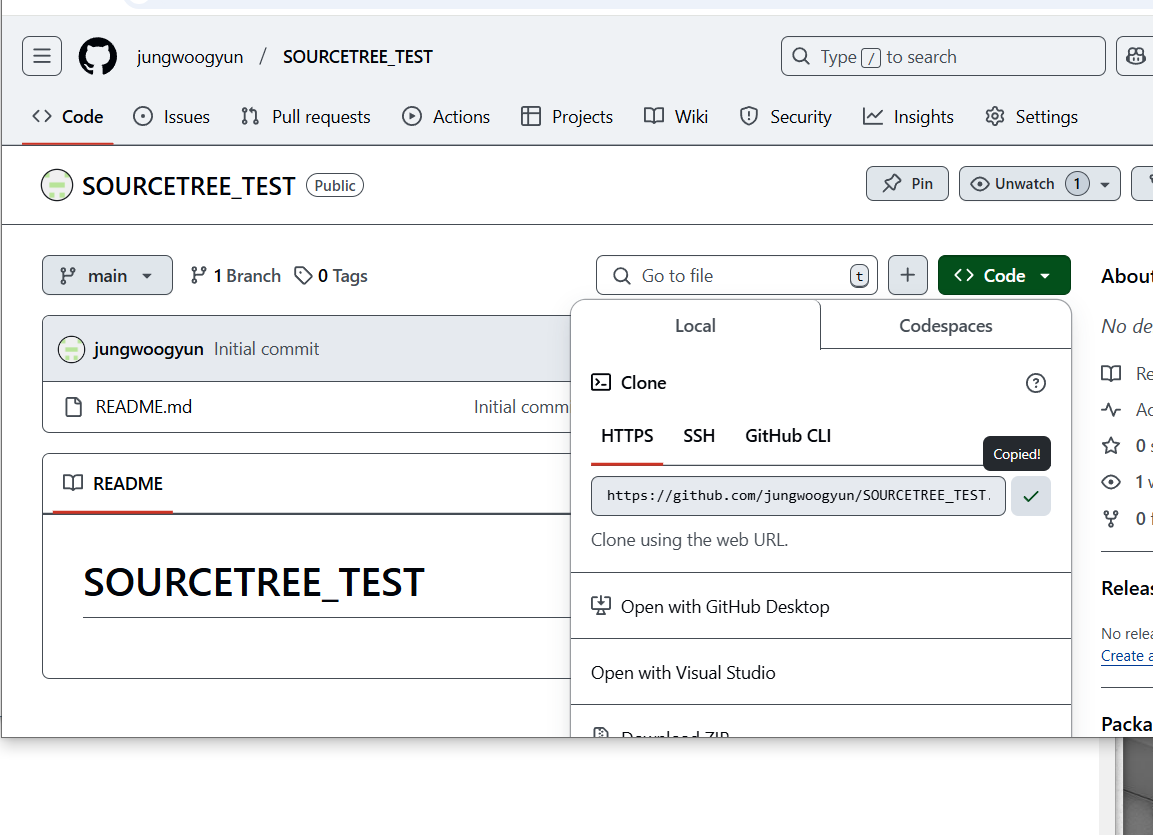 jungwoogyun / SOURCETREE_TEST
Type / to search
Code Issues Pull requests Actions Projects Wiki Security Insights Settings
SOURCETREE_TEST Public
Pin Unwatch 1
main 1 Branch 0 Tags
Go to file t
Code
About
No de
jungwoogyun Initial commit
README.md Initial comm
Local Codespaces
Clone
HTTPS SSH GitHub CLI
Copied!
https://github.com/jungwoogyun/SOURCETREE_TEST.
Clone using the web URL.
Open with GitHub Desktop
Open with Visual Studio
Download ZIP
README
SOURCETREE_TEST
Re
Ac
0 s
1 w
0 f
Releas
No relea
Create a
Packa